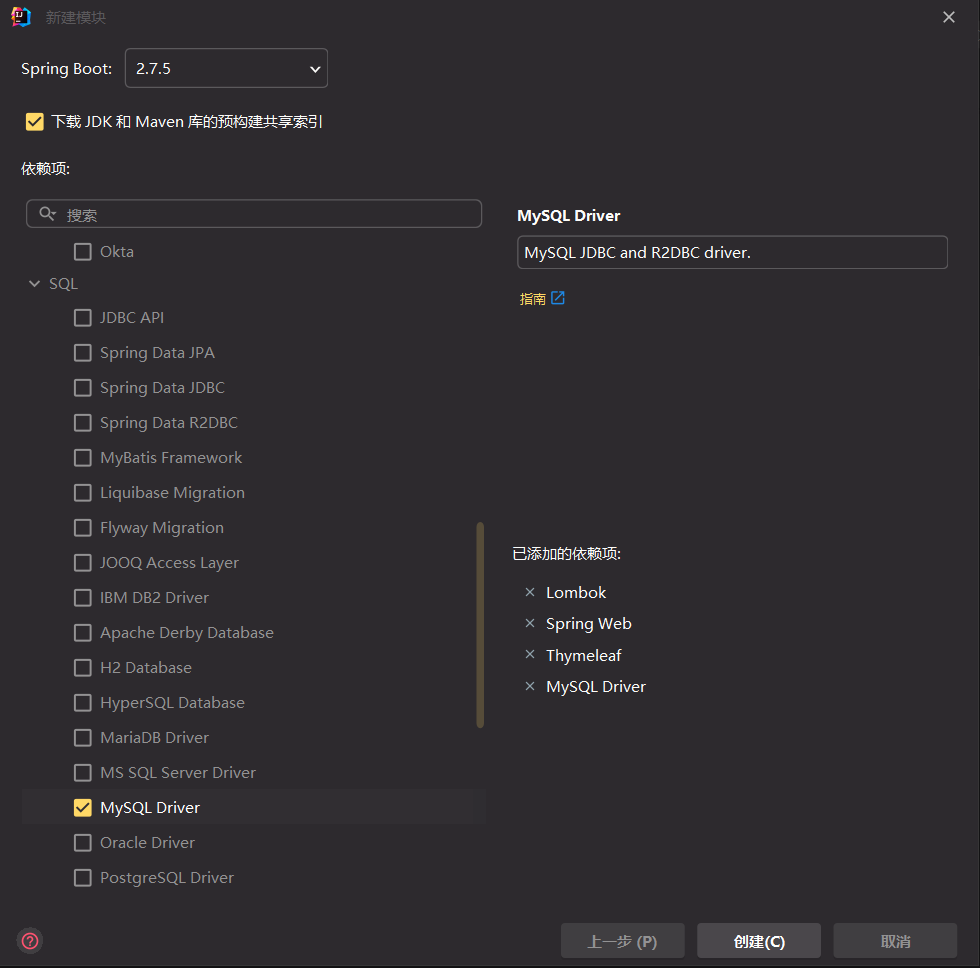 新建模块
Spring Boot: 2.7.5
下载 JDK 和 Maven 库的预构建共享索引
依赖项:
搜索
Okta
SQL
JDBC API
Spring Data JPA
Spring Data JDBC
Spring Data R2DBC
MyBatis Framework
Liquibase Migration
Flyway Migration
JOOQ Access Layer
IBM DB2 Driver
Apache Derby Database
H2 Database
HyperSQL Database
MariaDB Driver
MS SQL Server Driver
MySQL Driver
Oracle Driver
PostgreSQL Driver
MySQL Driver
MySQL JDBC and R2DBC driver.
指南
已添加的依赖项:
Lombok
Spring Web
Thymeleaf
MySQL Driver
上一步 (P) 创建(C) 取消